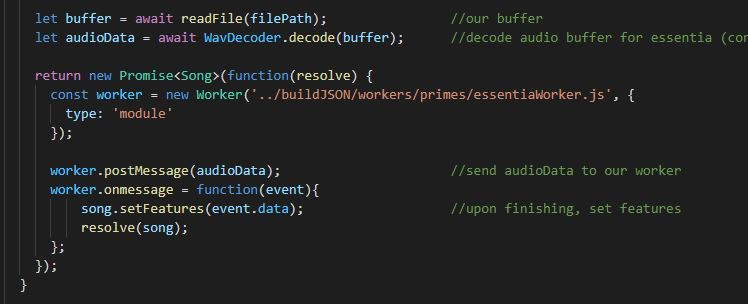 let buffer = await readFile(filePath); //our buffer
let audioData = await WavDecoder.decode(buffer); //decode audio buffer for essentia (con
return new Promise<Song>(function(resolve) {
const worker = new Worker('../buildJSON/workers/primes/essentiaWorker.js', {
type: 'module'
});
worker.postMessage(audioData); //send audioData to our worker
worker.onmessage = function(event){
song.setFeatures(event.data); //upon finishing, set features
resolve(song);
};
});
}